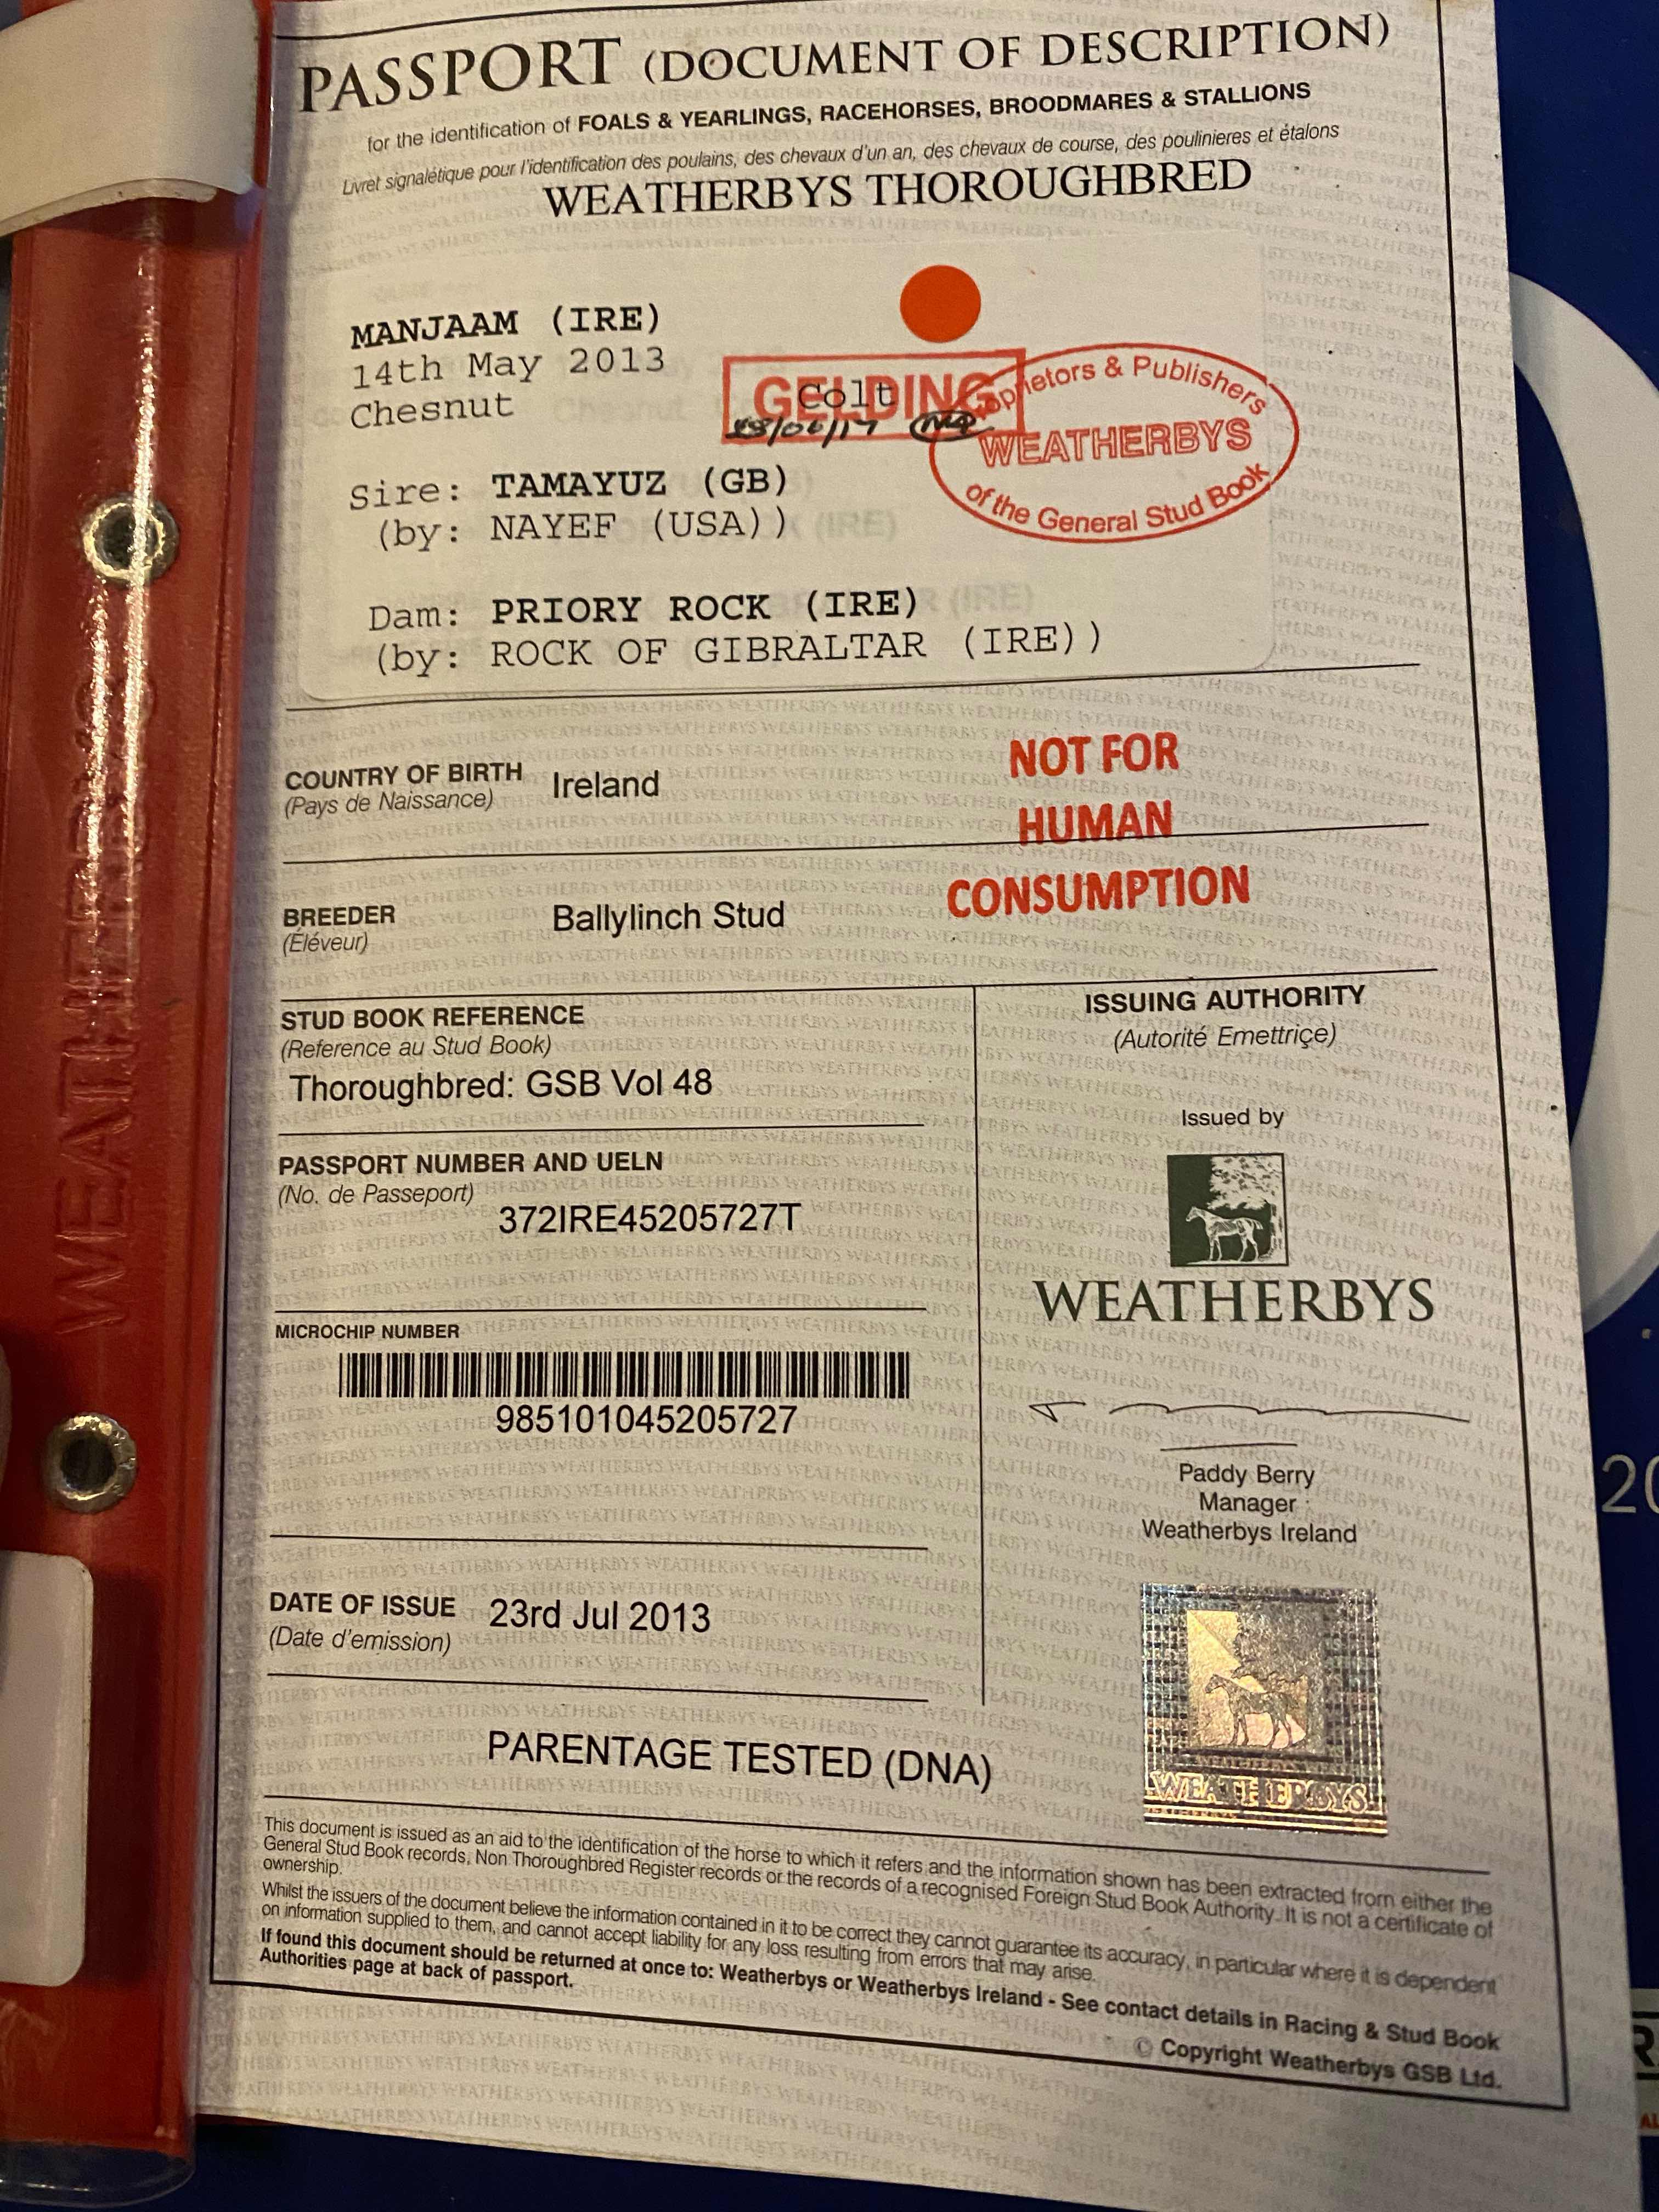 PASSPORT (DOCUMENT OF DESCRIPTION)
for the identification of FOALS & YEARLINGS, RACEHORSES, BROODMARES & STALLIONS
Livret signalétique pour l'identification des poulains, des chevaux d'un an, des chevaux de course, des poulinieres et étalons
WEATHERBYS THOROUGHBRED
MANJAAM (IRE)
14th May 2013
Chesnut
GELDING
Colt
Proprietors & Publishers
WEATHERBYS
of the General Stud Book
Sire: TAMAYUZ (GB)
(by: NAYEF (USA))
Dam: PRIORY ROCK (IRE)
(by: ROCK OF GIBRALTAR (IRE))
COUNTRY OF BIRTH Ireland
(Pays de Naissance)
NOT FOR
HUMAN
CONSUMPTION
BREEDER Ballylinch Stud
(Éléveur)
STUD BOOK REFERENCE
(Reference au Stud Book)
Thoroughbred: GSB Vol 48
PASSPORT NUMBER AND UELN
(No. de Passeport)
372IRE45205727T
MICROCHIP NUMBER
985101045205727
DATE OF ISSUE 23rd Jul 2013
(Date d'emission)
ISSUING AUTHORITY
(Autorité Emettriçe)
Issued by
WEATHERBYS
Paddy Berry
Manager
Weatherbys Ireland
WEATHERBYS
WEATHERBYS
PARENTAGE TESTED (DNA)
This document is issued as an aid to the identification of the horse to which it refers and the information shown has been extracted from either the
General Stud Book records, Non Thoroughbred Register records or the records of a recognised Foreign Stud Book Authority. It is not a certificate of
ownership.
Whilst the issuers of the document believe the information contained in it to be correct they cannot guarantee its accuracy, in particular where it is dependent
on information supplied to them, and cannot accept liability for any loss resulting from errors that may arise.
If found this document should be returned at once to: Weatherbys or Weatherbys Ireland - See contact details in Racing & Stud Book
Authorities page at back of passport.
© Copyright Weatherbys GSB Ltd.
WEATHERBYS
20